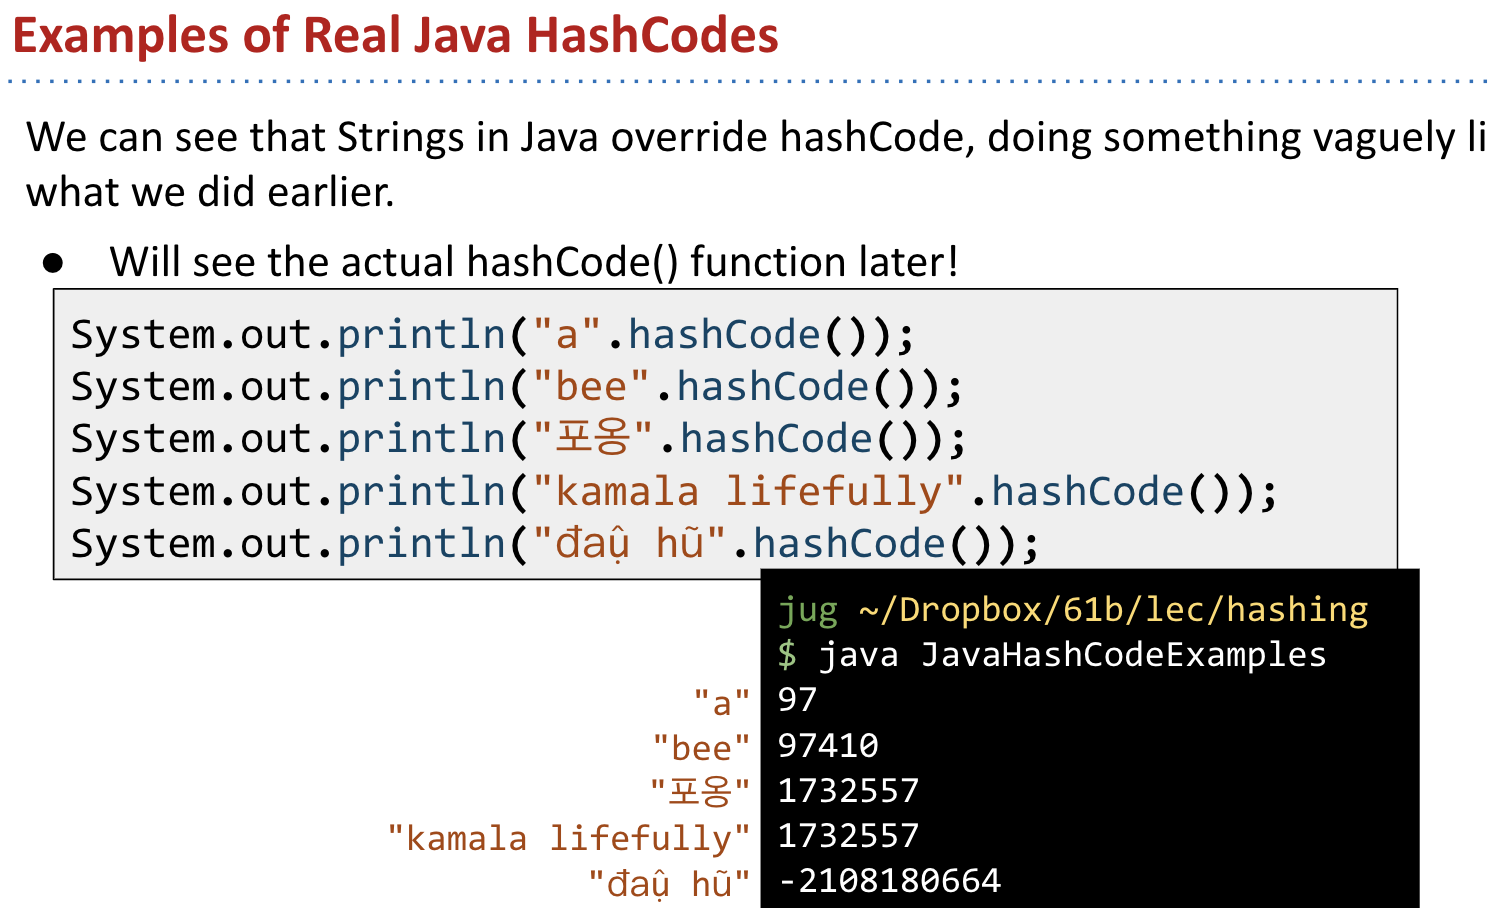 Examples of Real Java HashCodes
We can see that Strings in Java override hashCode, doing something vaguely li
what we did earlier.
● Will see the actual hashCode() function later!
System.out.println("a".hashCode());
System.out.println("bee".hashCode());
System.out.println("포옹".hashCode());
System.out.println("kamala lifefully".hashCode());
System.out.println("đaụ̂ hũ".hashCode());
jug ~/Dropbox/61b/lec/hashing
$ java JavaHashCodeExamples
"a" 97
"bee" 97410
"포옹" 1732557
"kamala lifefully" 1732557
"đaụ̂ hũ" -2108180664